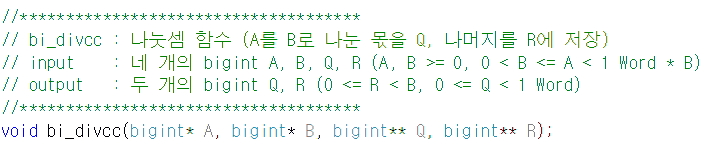 //*************************************
// bi_divcc : 나눗셈 함수 (A를 B로 나눈 몫을 Q, 나머지를 R에 저장)
// input    : 네 개의 bigint A, B, Q, R (A, B >= 0, 0 < B <= A < 1 Word * B)
// output   : 두 개의 bigint Q, R (0 <= R < B, 0 <= Q < 1 Word)
//*************************************
void bi_divcc(bigint* A, bigint* B, bigint** Q, bigint** R);